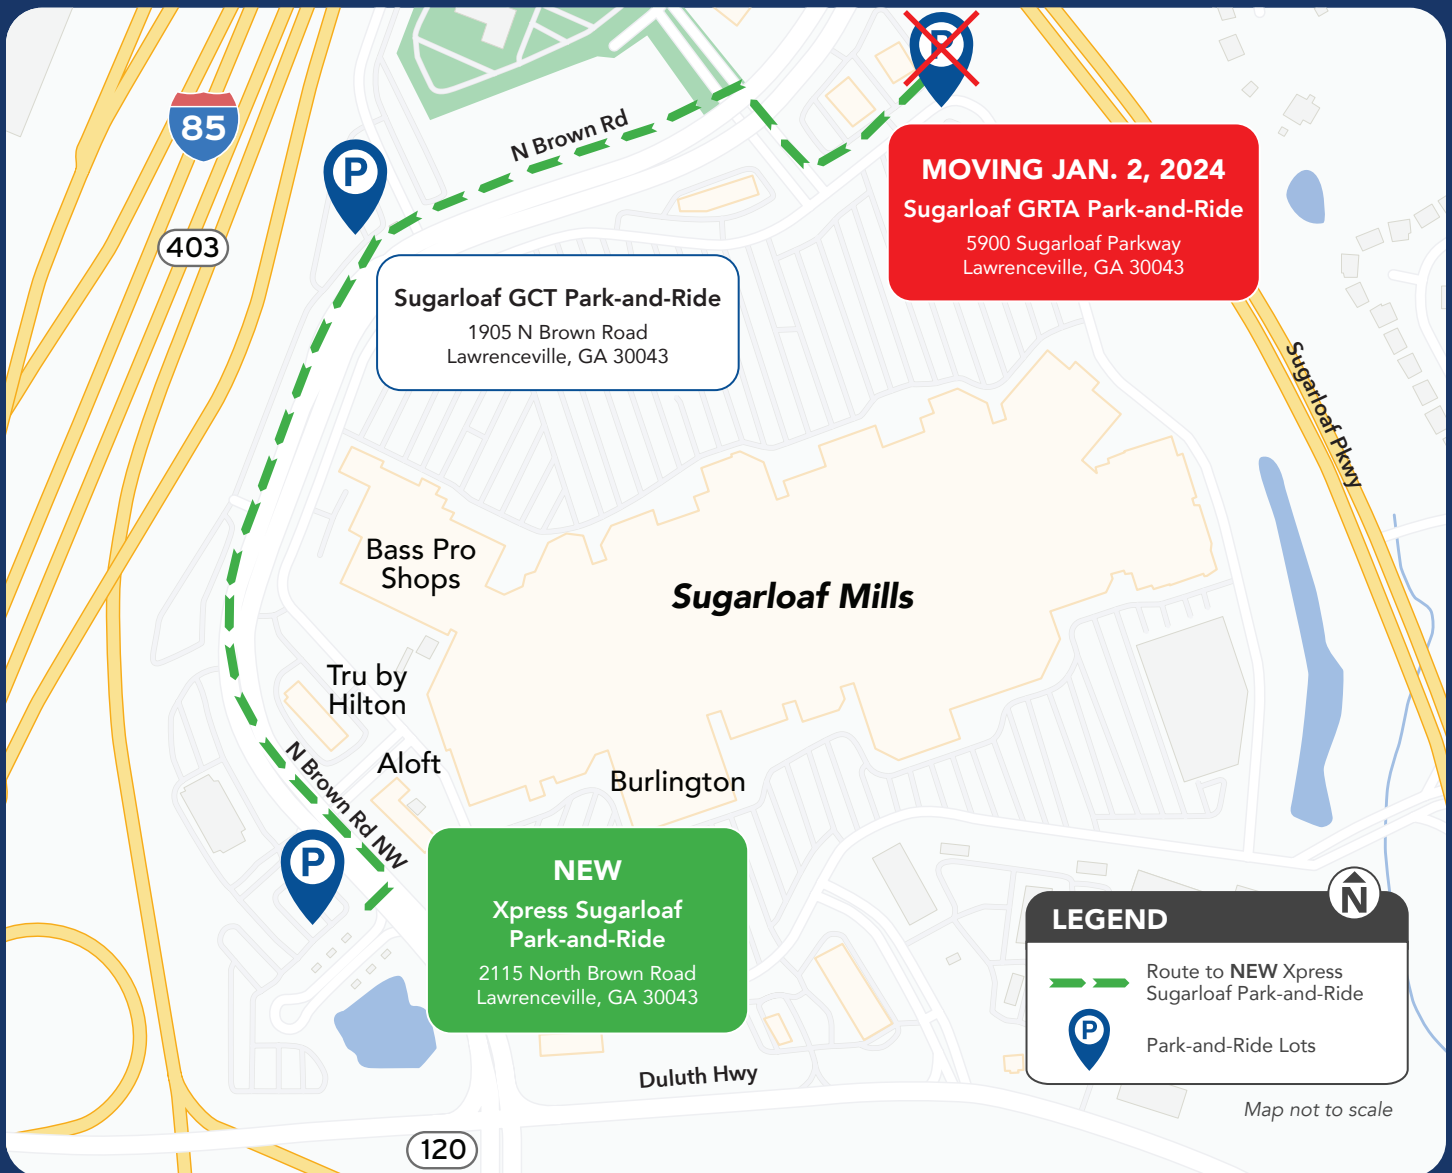 85
403
N Brown Rd
P
P
MOVING JAN. 2, 2024
Sugarloaf GRTA Park-and-Ride
5900 Sugarloaf Parkway
Lawrenceville, GA 30043
Sugarloaf GCT Park-and-Ride
1905 N Brown Road
Lawrenceville, GA 30043
Sugarloaf Pkwy
Bass Pro
Shops
Sugarloaf Mills
Tru by
Hilton
Aloft
Burlington
N Brown Rd NW
P
NEW
Xpress Sugarloaf
Park-and-Ride
2115 North Brown Road
Lawrenceville, GA 30043
Duluth Hwy
120
N
LEGEND
Route to NEW Xpress
Sugarloaf Park-and-Ride
P
Park-and-Ride Lots
Map not to scale